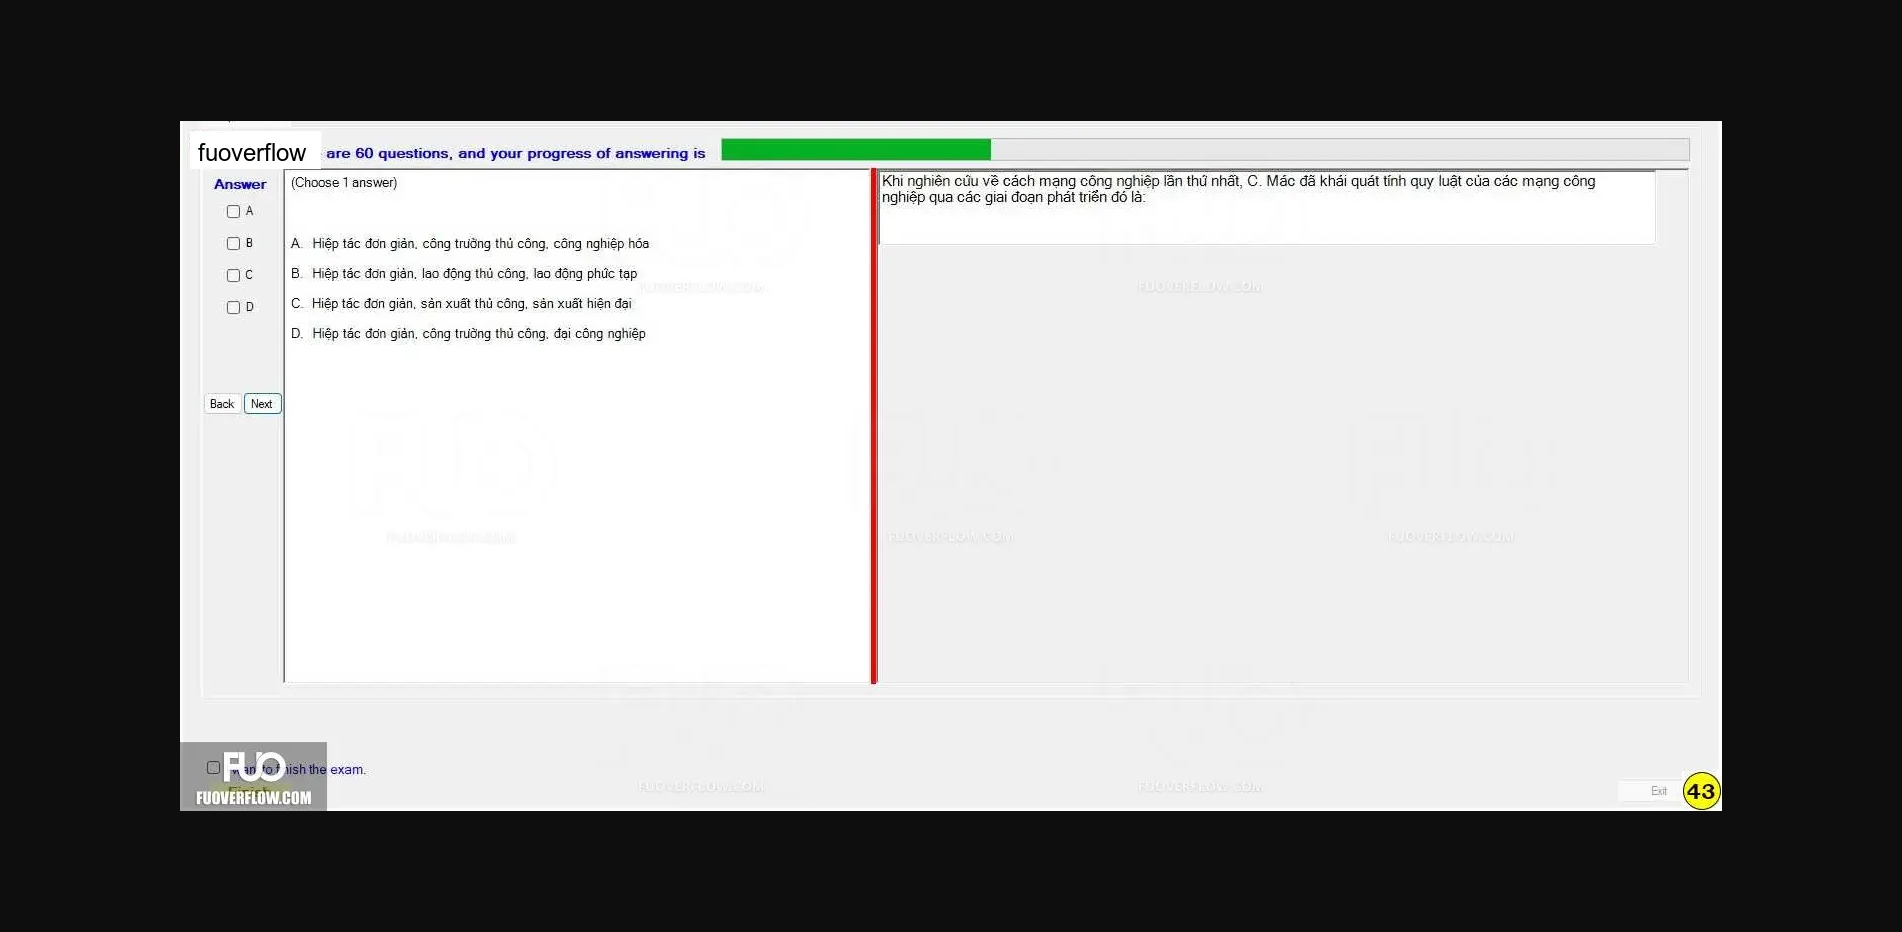 fuoverflow are 60 questions, and your progress of answering is
Answer
A
B
C
D
Back Next
(Choose 1 answer)
A. Hiệp tác đơn giản, công trường thủ công, công nghiệp hóa
B. Hiệp tác đơn giản, lao động thủ công, lao động phức tạp
C. Hiệp tác đơn giản, sản xuất thủ công, sản xuất hiện đại
D. Hiệp tác đơn giản, công trường thủ công, đại công nghiệp
Khi nghiên cứu về cách mạng công nghiệp lần thứ nhất, C. Mác đã khái quát tính quy luật của các mạng công
nghiệp qua các giai đoạn phát triển đó là:
FUOVERFLOW.COM FUOVERFLOW.COM
FUOVERFLOW.COM FUOVERFLOW.COM FUOVERFLOW.COM
FUO
want to finish the exam.
Finish
FUOVERFLOW.COM
FUOVERFLOW.COM FUOVERFLOW.COM
Exit
43